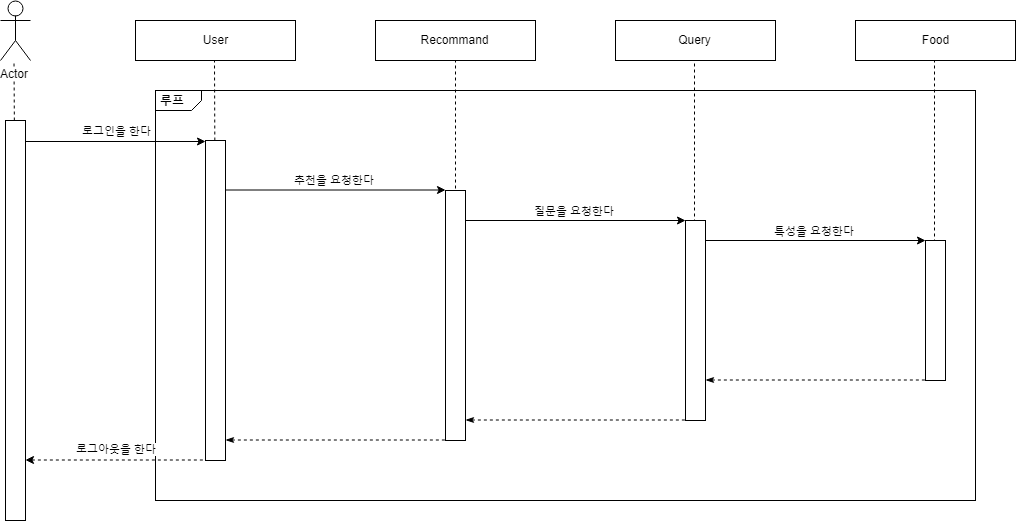 User
Recommand
Query
Food
Actor
루프
로그인을 한다
추천을 요청한다
질문을 요청한다
특성을 요청한다
로그아웃을 한다